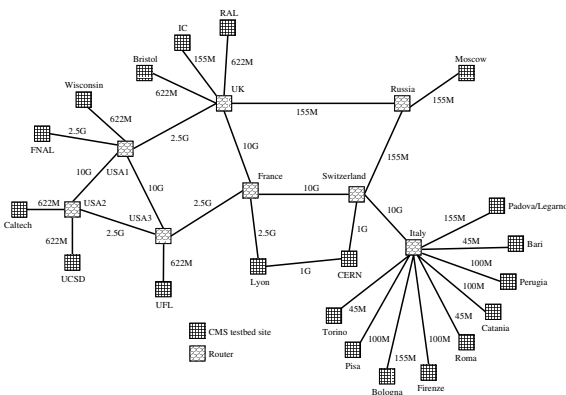 RAL
IC
155M
622M
Bristol
622M
UK
Moscow
Russia
155M
155M
Wisconsin
622M
2.5G
FNAL
2.5G
10G
USA1
10G
155M
France
Switzerland
10G
10G
USA2
622M
Caltech
2.5G
USA3
2.5G
10G
155M
Padova/Legarno
622M
UCSD
2.5G
1G
Italy
45M
Bari
622M
UFL
Lyon
1G
CERN
100M
Perugia
100M
Catania
45M
Torino
45M
Roma
100M
Pisa
155M
Bologna
100M
Firenze
CMS testbed site
Router